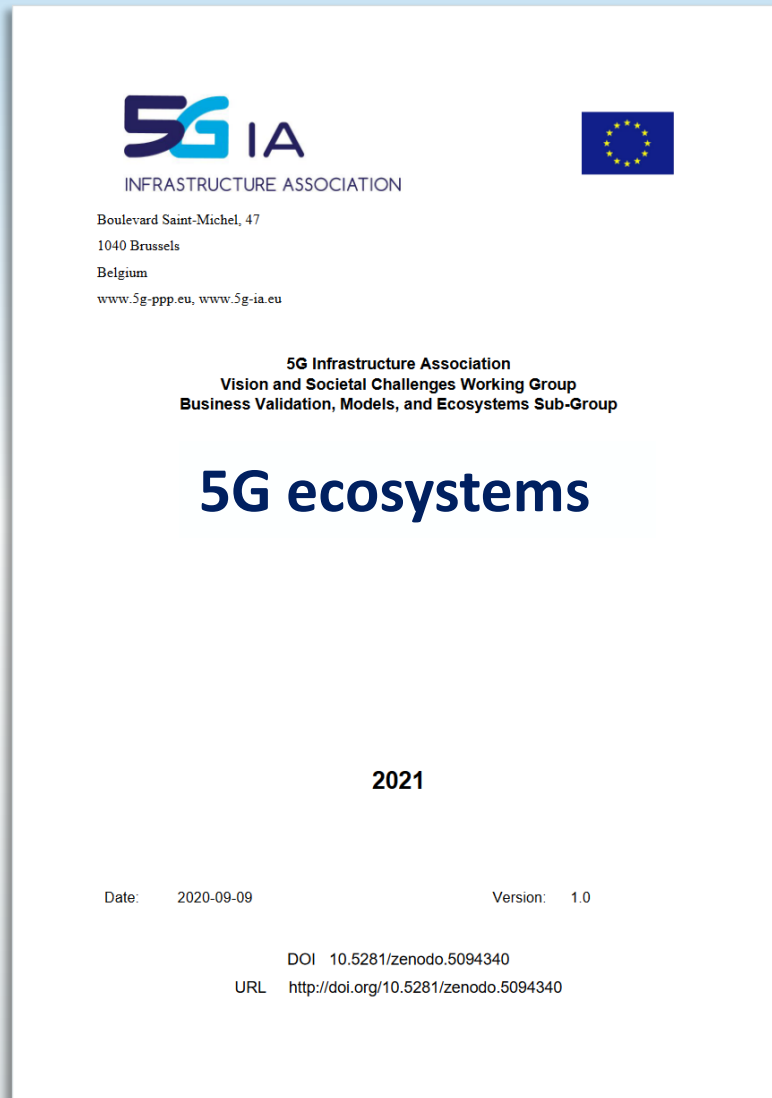 5G IA
INFRASTRUCTURE ASSOCIATION
Boulevard Saint-Michel, 47
1040 Brussels
Belgium
www.5g-ppp.eu, www.5g-ia.eu
5G Infrastructure Association
Vision and Societal Challenges Working Group
Business Validation, Models, and Ecosystems Sub-Group
5G ecosystems
2021
Date: 2020-09-09 Version: 1.0
DOI 10.5281/zenodo.5094340
URL http://doi.org/10.5281/zenodo.5094340